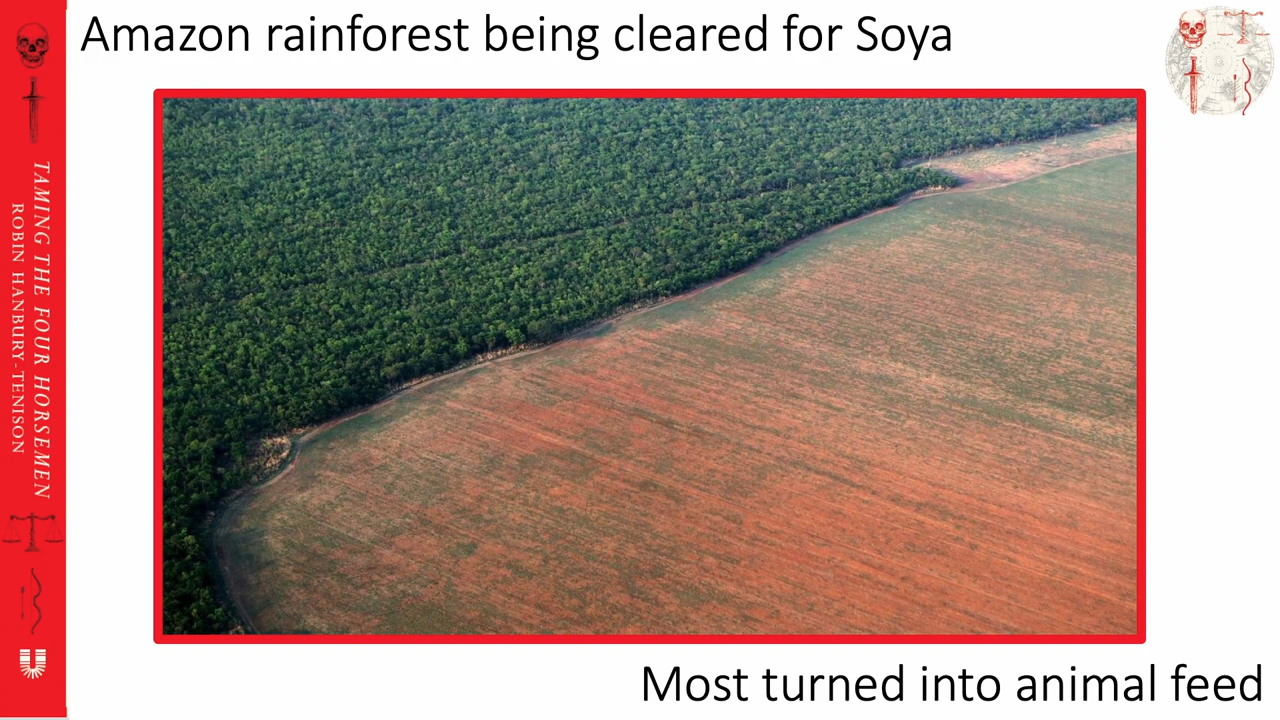 Amazon rainforest being cleared for Soya
TAMING THE FOUR HORSEMEN
ROBIN HANBURY-TENISON
Most turned into animal feed